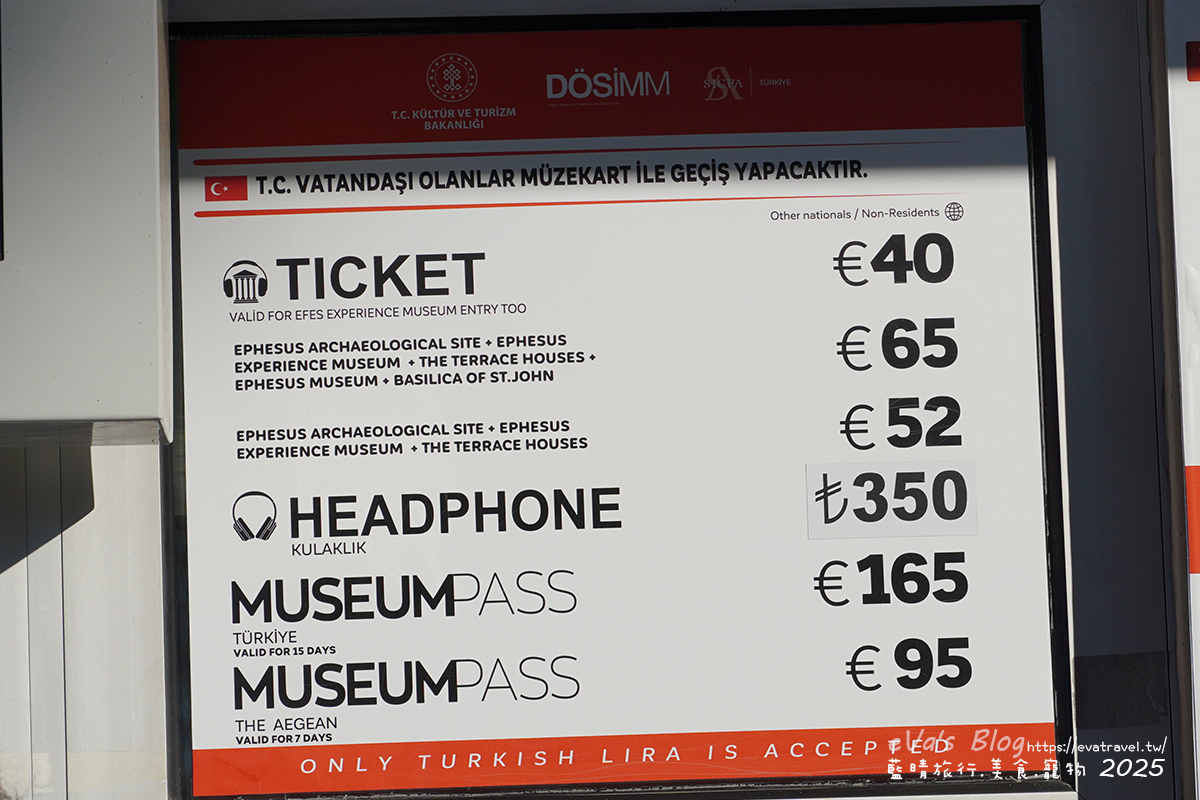 T.C. KÜLTÜR VE TURİZM
BAKANLIĞI
DÖSİMM
SICPA
TÜRKİYE
T.C. VATANDAŞI OLANLAR MÜZEKART İLE GEÇİŞ YAPACAKTIR.
Other nationals / Non-Residents
TICKET €40
VALİD FOR EFES EXPERIENCE MUSEUM ENTRY TOO
EPHESUS ARCHAEOLOGICAL SITE + EPHESUS
EXPERIENCE MUSEUM + THE TERRACE HOUSES +
EPHESUS MUSEUM + BASILICA OF ST.JOHN
€65
EPHESUS ARCHAEOLOGICAL SITE + EPHESUS
EXPERIENCE MUSEUM + THE TERRACE HOUSES
€52
HEADPHONE ₺350
KULAKLIK
MUSEUMPASS €165
TÜRKİYE
VALID FOR 15 DAYS
MUSEUMPASS €95
THE AEGEAN
VALID FOR 7 DAYS
ONLY TURKISH LIRA IS ACCEPTED
eVa's Blog https://evatravel.tw/
藍晴旅行.美食.寵物 2025